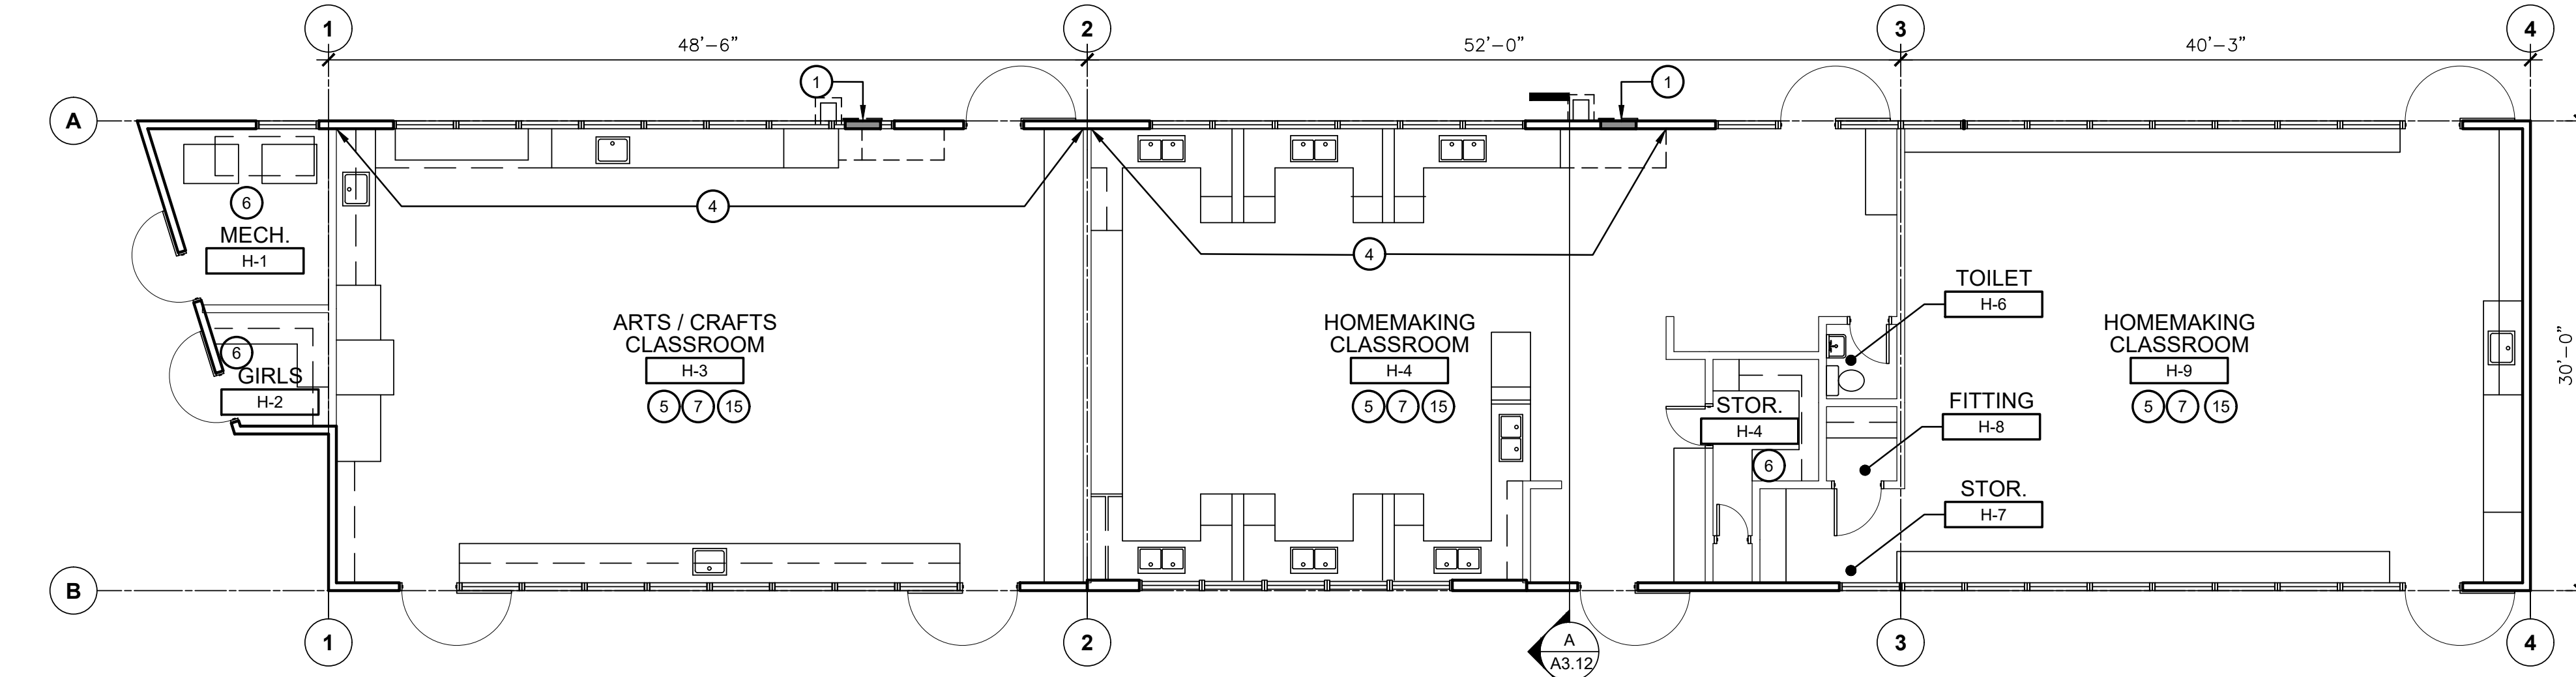 1
2
3
4
48'-6"
52'-0"
40'-3"
1
1
A
6
4
4
MECH.
H-1
TOILET
H-6
ARTS / CRAFTS
CLASSROOM
H-3
5 7 15
HOMEMAKING
CLASSROOM
H-4
5 7 15
HOMEMAKING
CLASSROOM
H-9
5 7 15
30'-0"
6
GIRLS
H-2
STOR.
H-4
6
FITTING
H-8
STOR.
H-7
B
1
2
A
A3.12
3
4